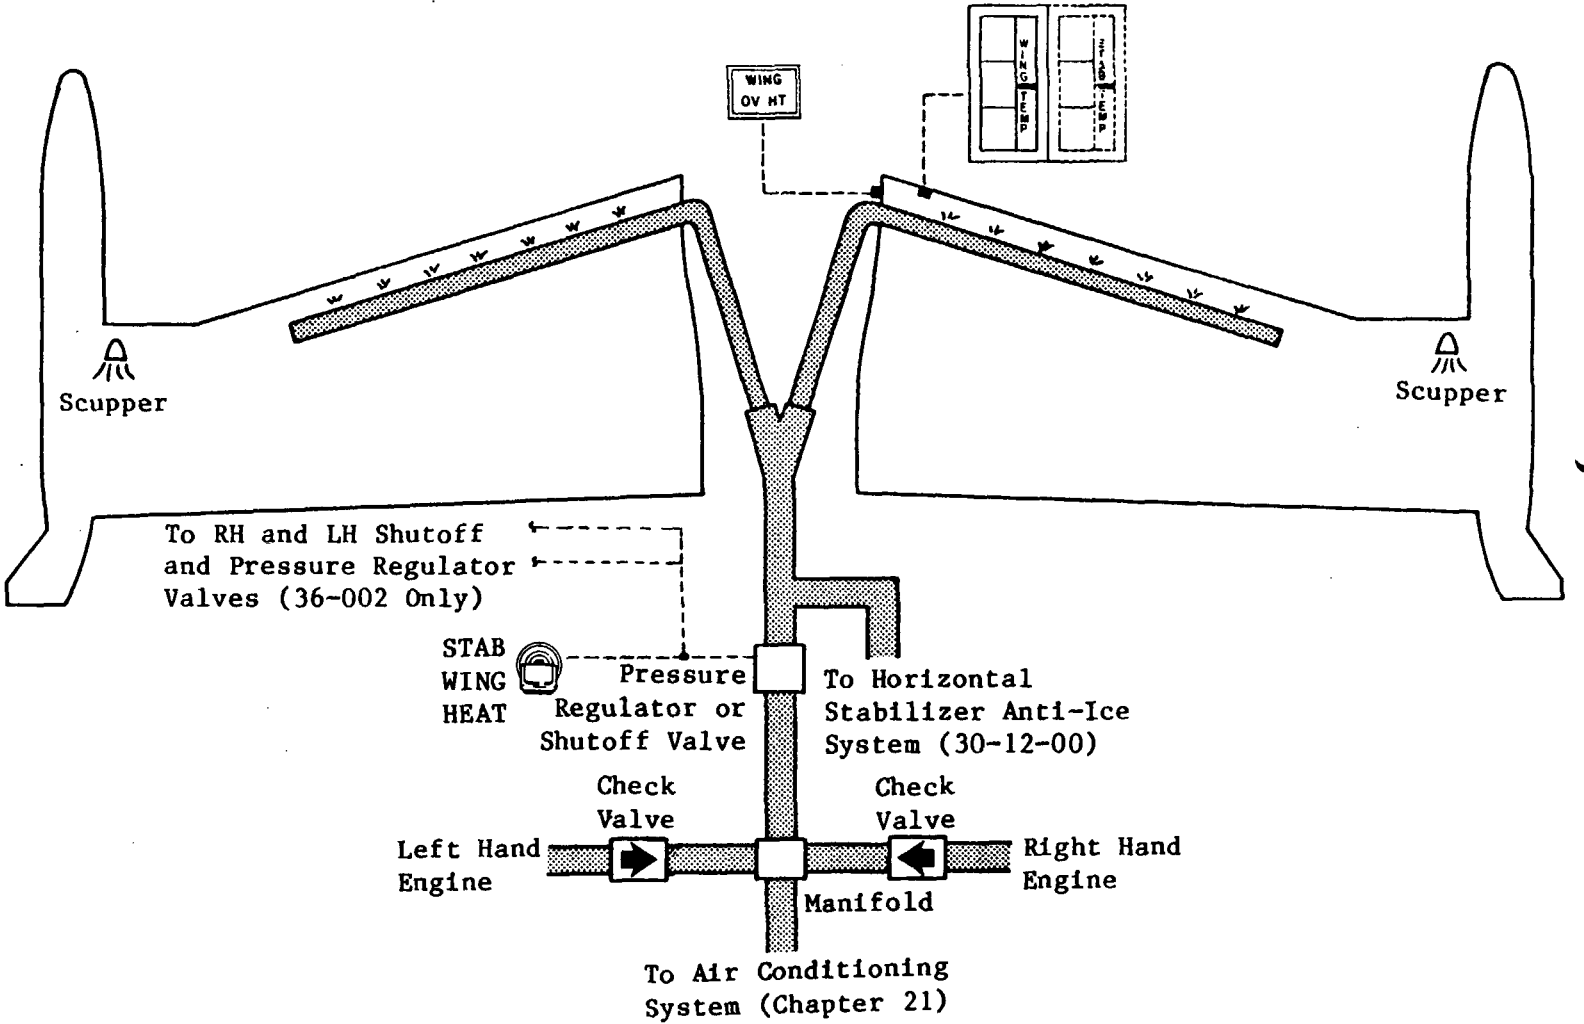 WING
OV HT
WING TEMP
STAB TEMP
Scupper
Scupper
To RH and LH Shutoff
and Pressure Regulator
Valves (36-002 Only)
STAB
WING
HEAT
Pressure
Regulator or
Shutoff Valve
To Horizontal
Stabilizer Anti-Ice
System (30-12-00)
Check
Valve
Check
Valve
Left Hand
Engine
Right Hand
Engine
Manifold
To Air Conditioning
System (Chapter 21)